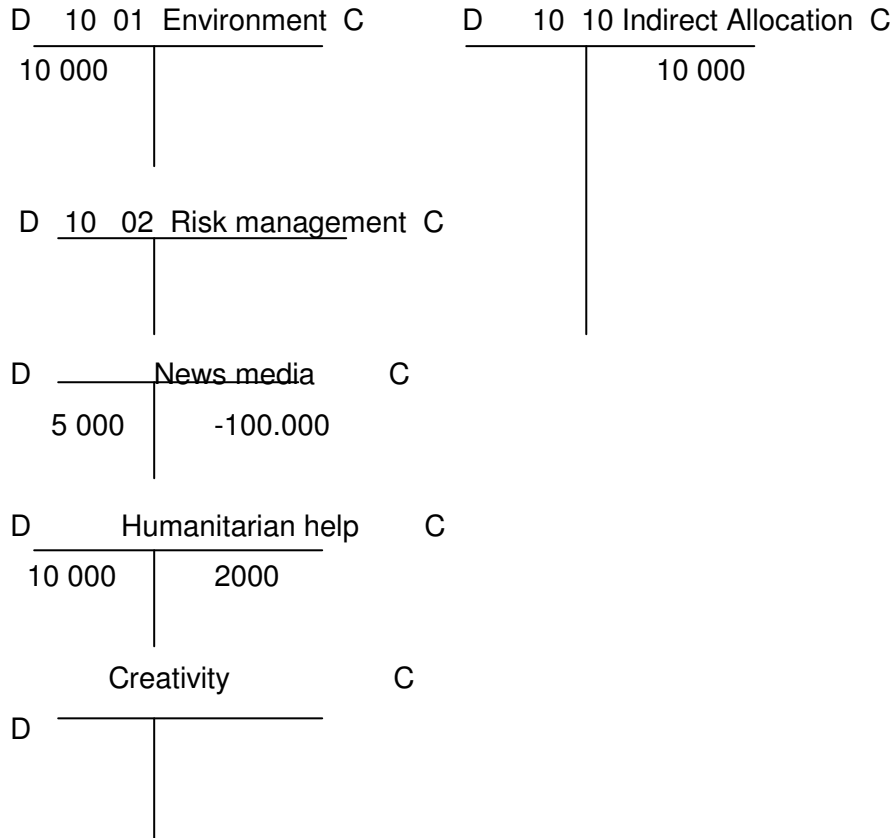 D 10 01 Environment C
10 000
D 10 10 Indirect Allocation C
10 000
D 10 02 Risk management C
D News media C
5 000 -100.000
D Humanitarian help C
10 000 2000
Creativity C
D